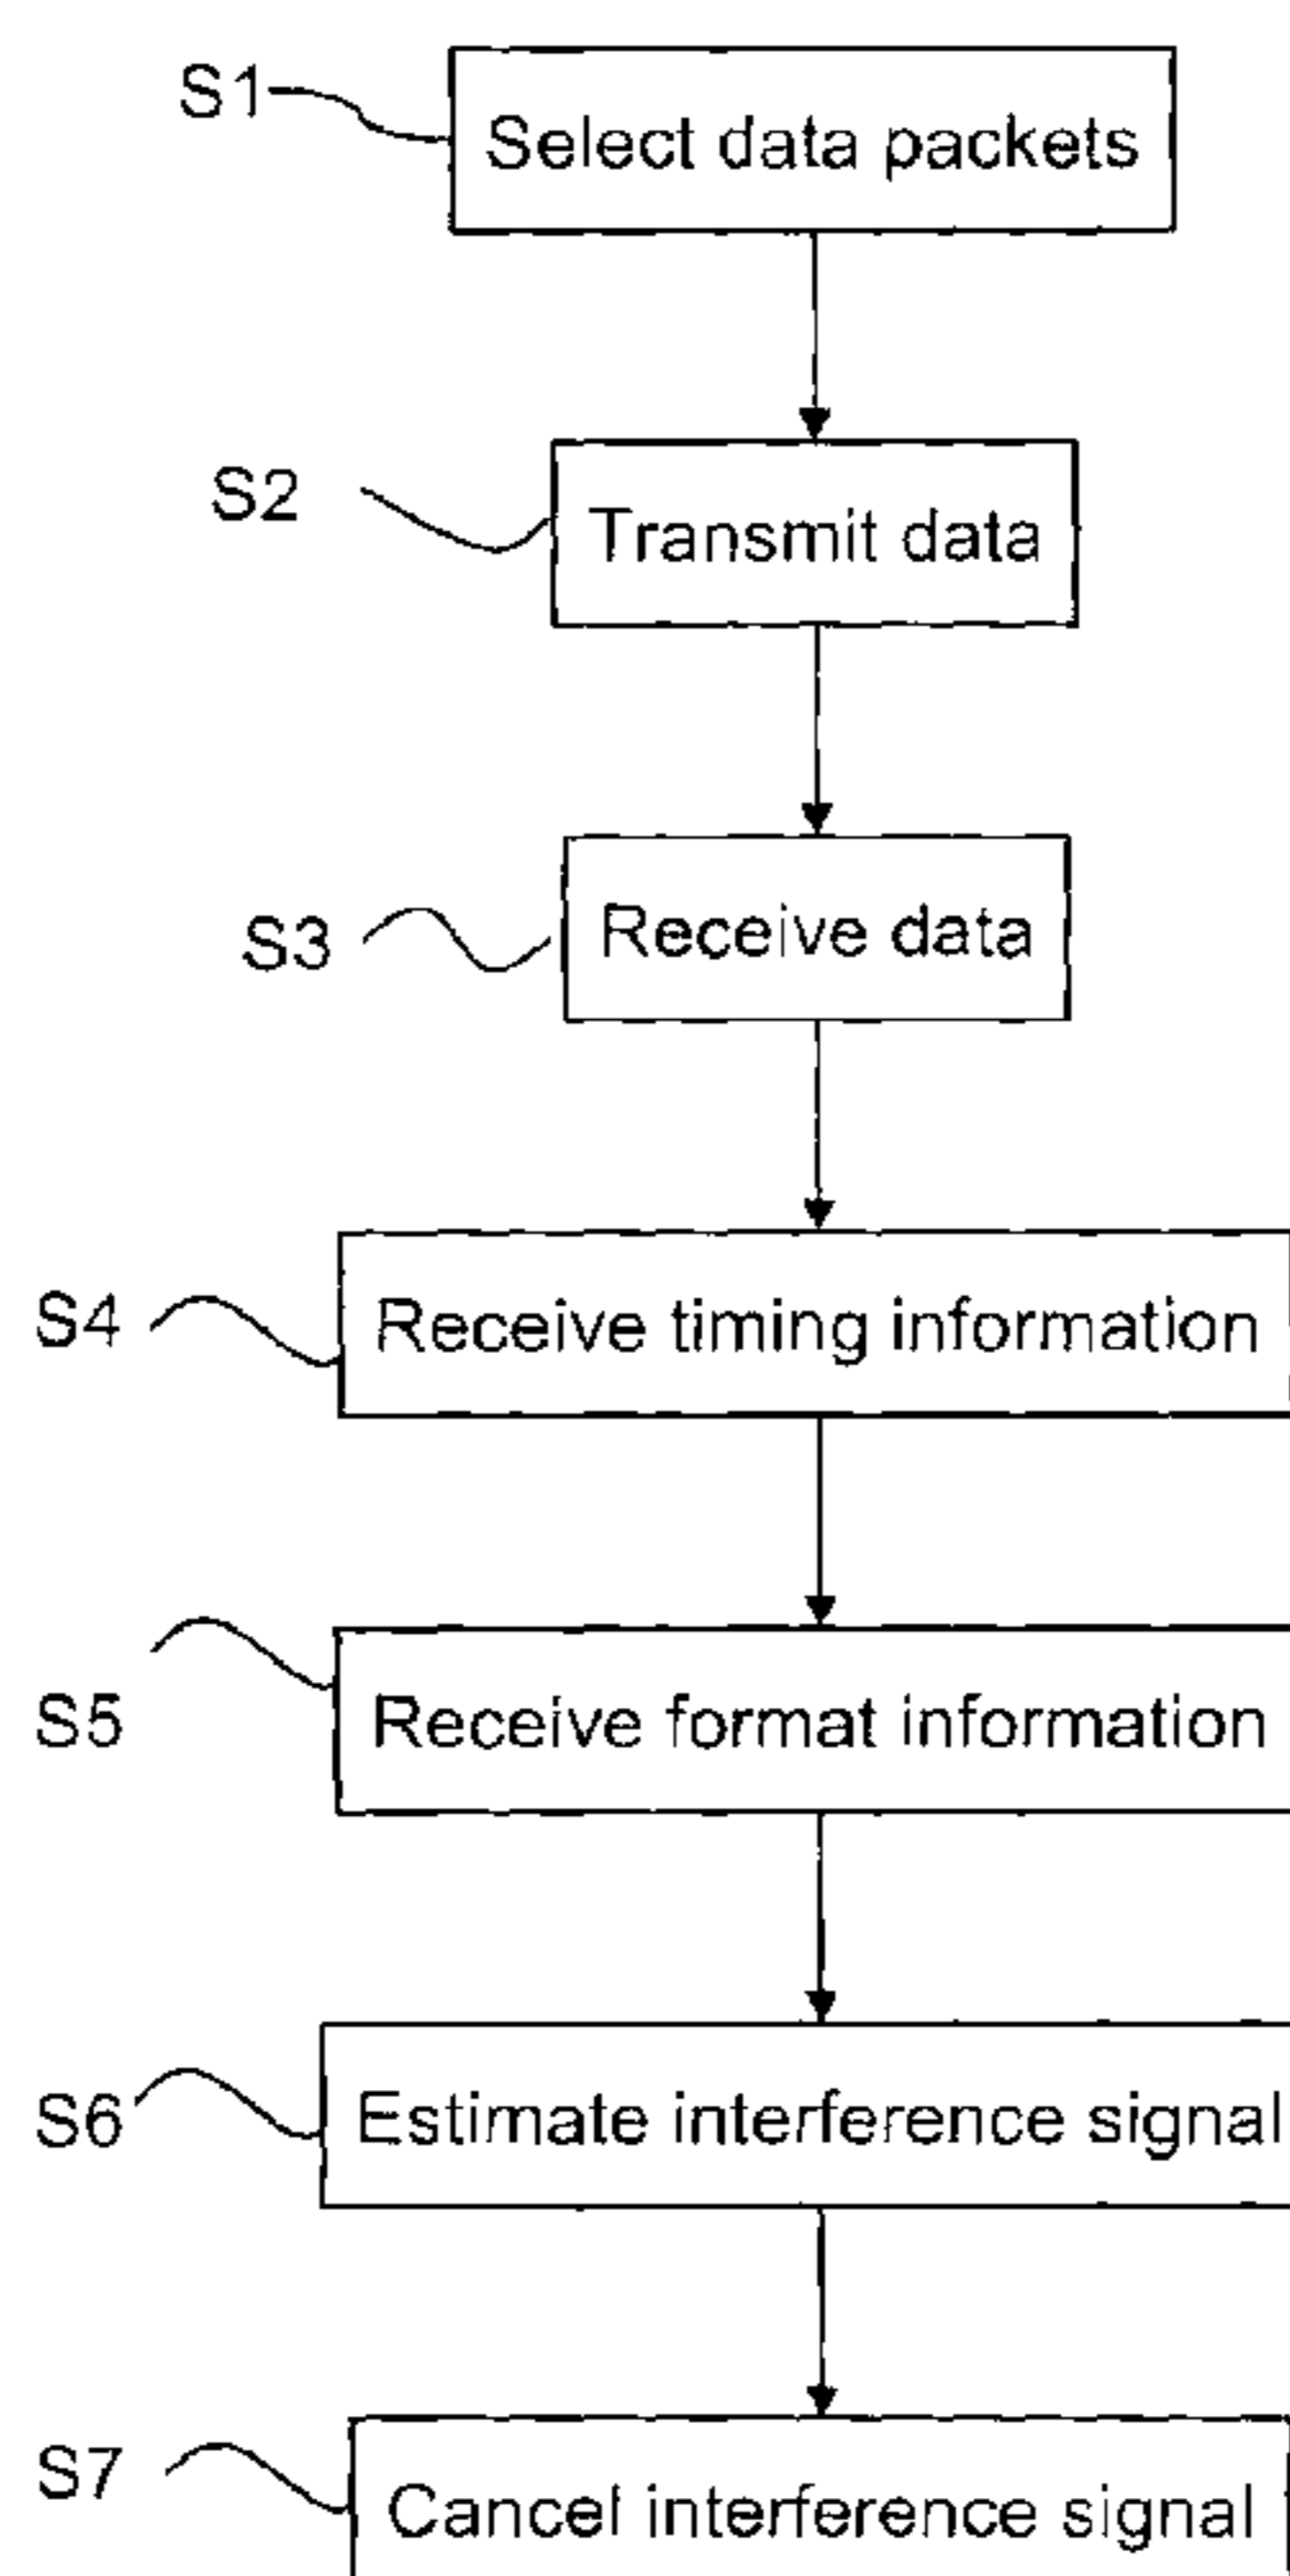 S1
Select data packets
S2
Transmit data
S3
Receive data
S4
Receive timing information
S5
Receive format information
S6
Estimate interference signal
S7
Cancel interference signal